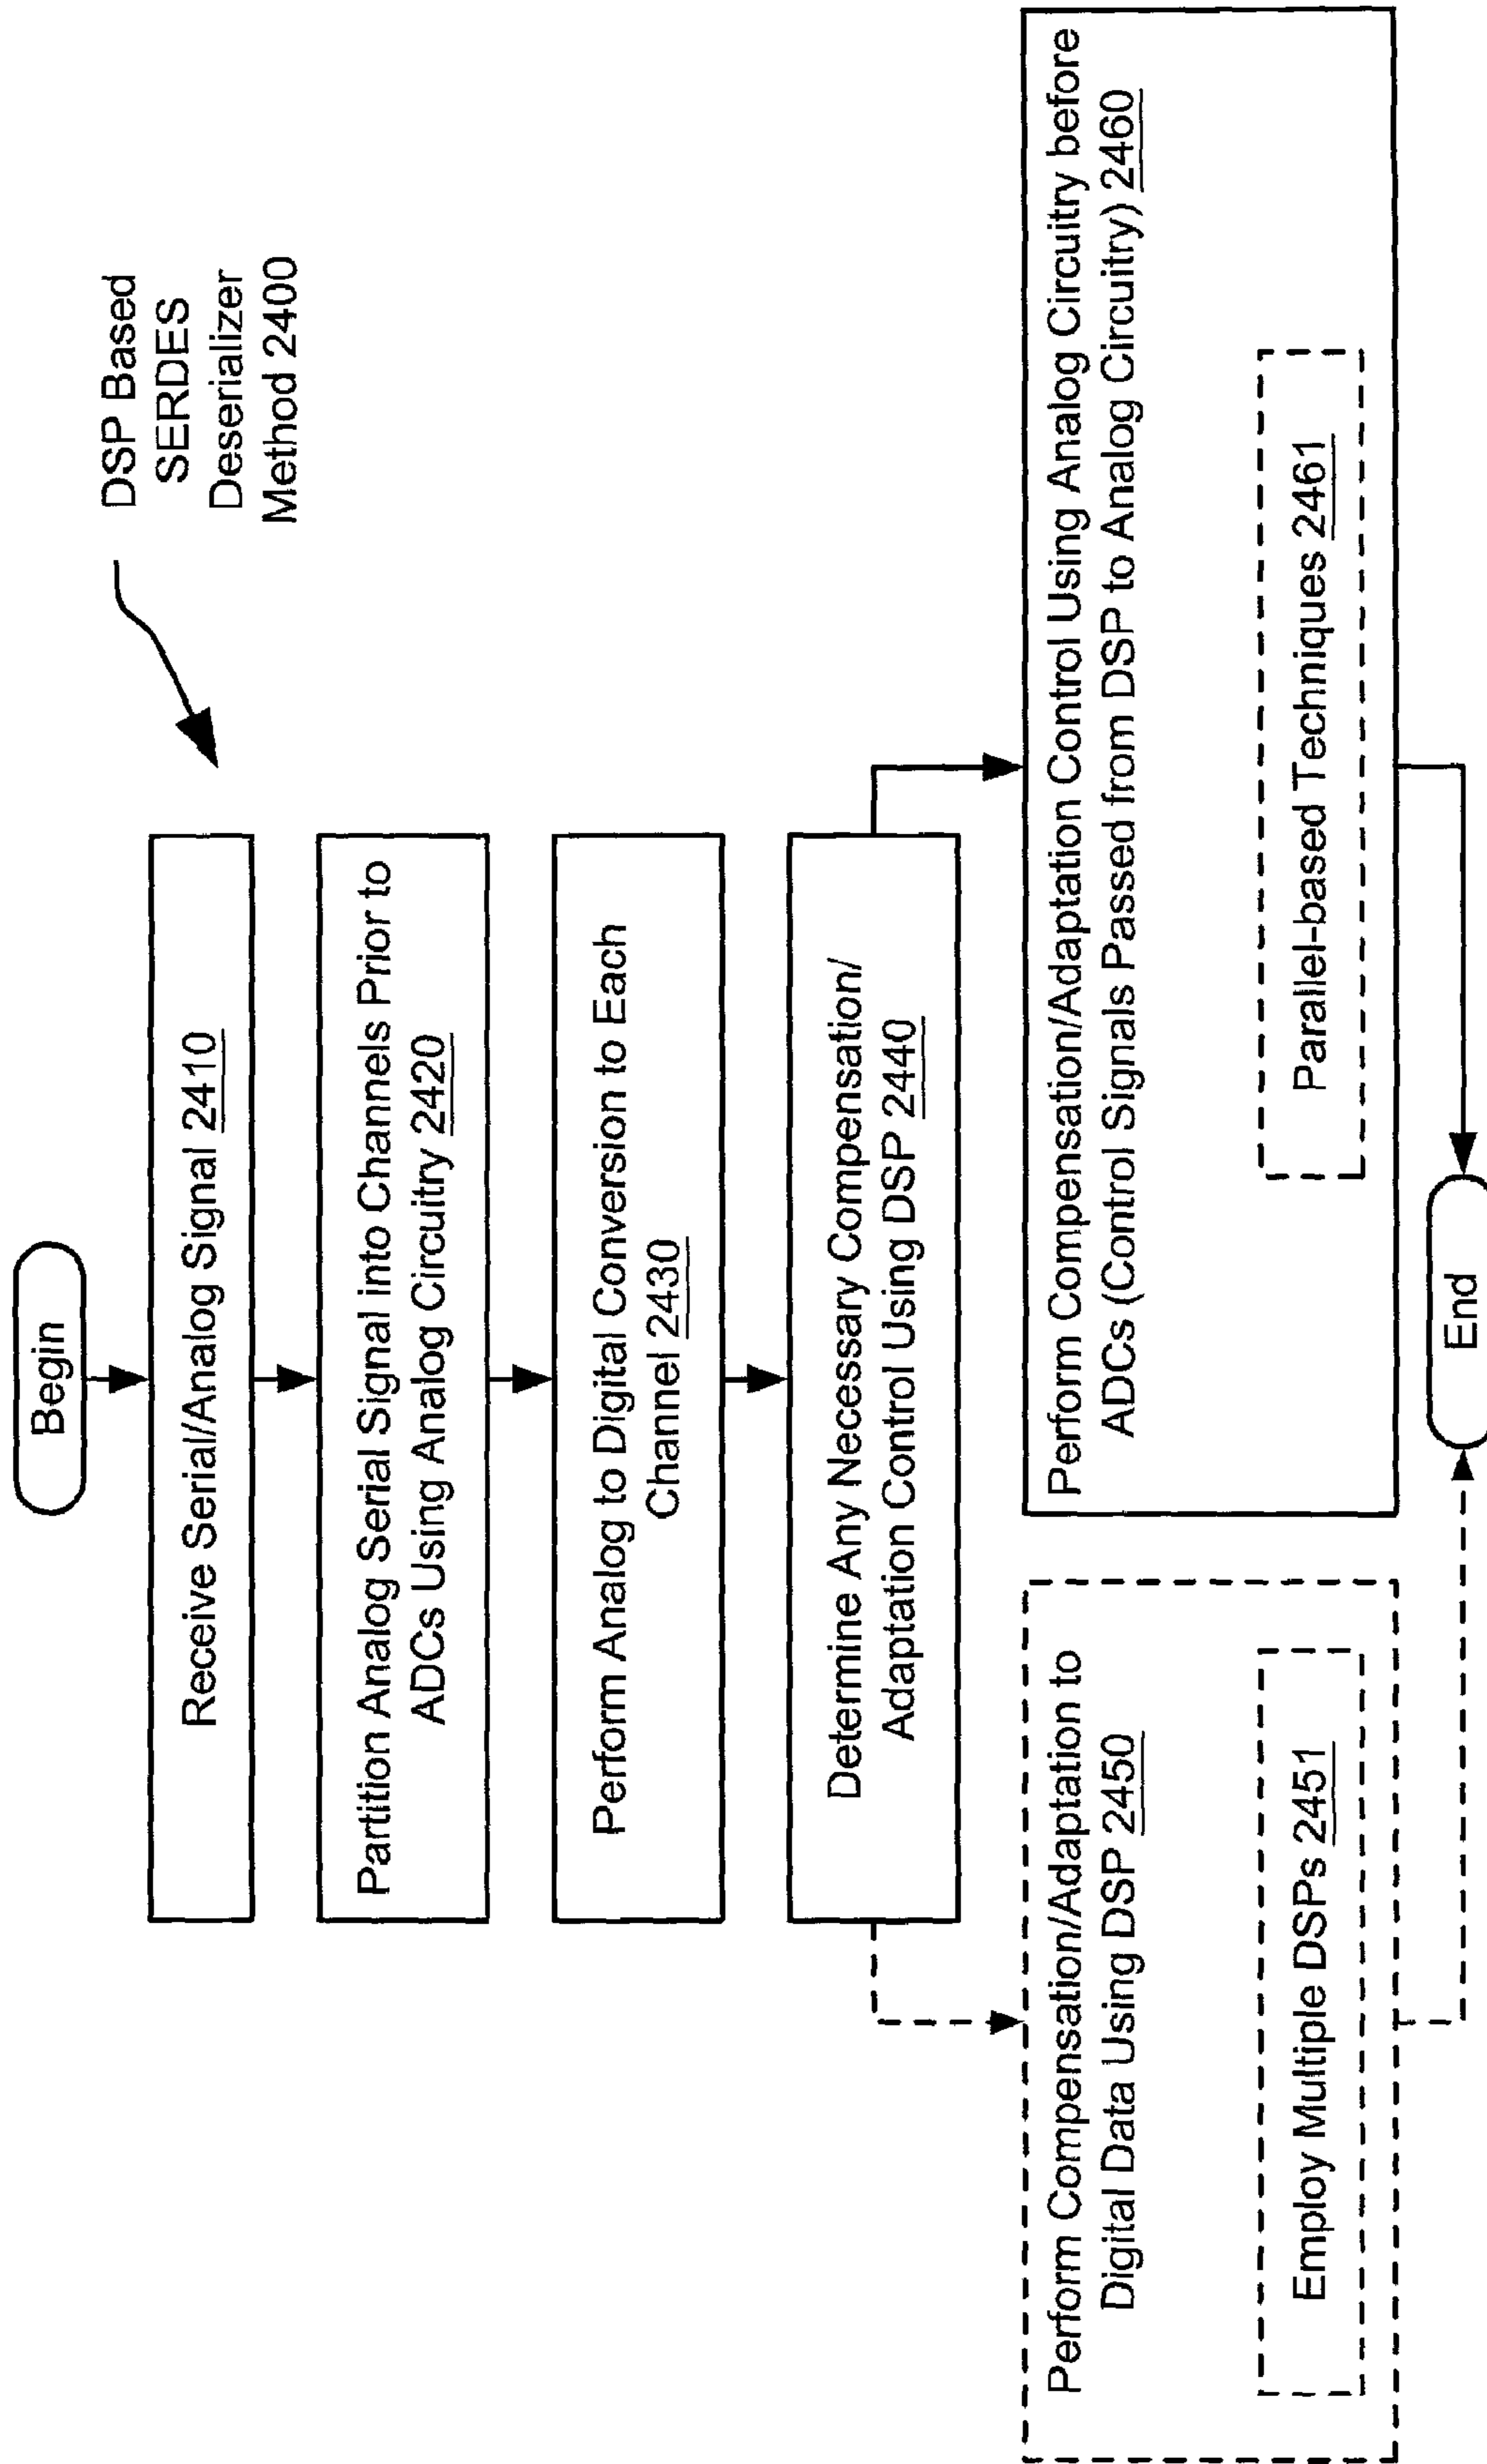 DSP Based
SERDES
Deserializer
Method 2400
Begin
Receive Serial/Analog Signal 2410
Partition Analog Serial Signal into Channels Prior to
ADCs Using Analog Circuitry 2420
Perform Analog to Digital Conversion to Each
Channel 2430
Determine Any Necessary Compensation/
Adaptation Control Using DSP 2440
Perform Compensation/Adaptation to
Digital Data Using DSP 2450
Employ Multiple DSPs 2451
Perform Compensation/Adaptation Control Using Analog Circuitry before
ADCs (Control Signals Passed from DSP to Analog Circuitry) 2460
Parallel-based Techniques 2461
End